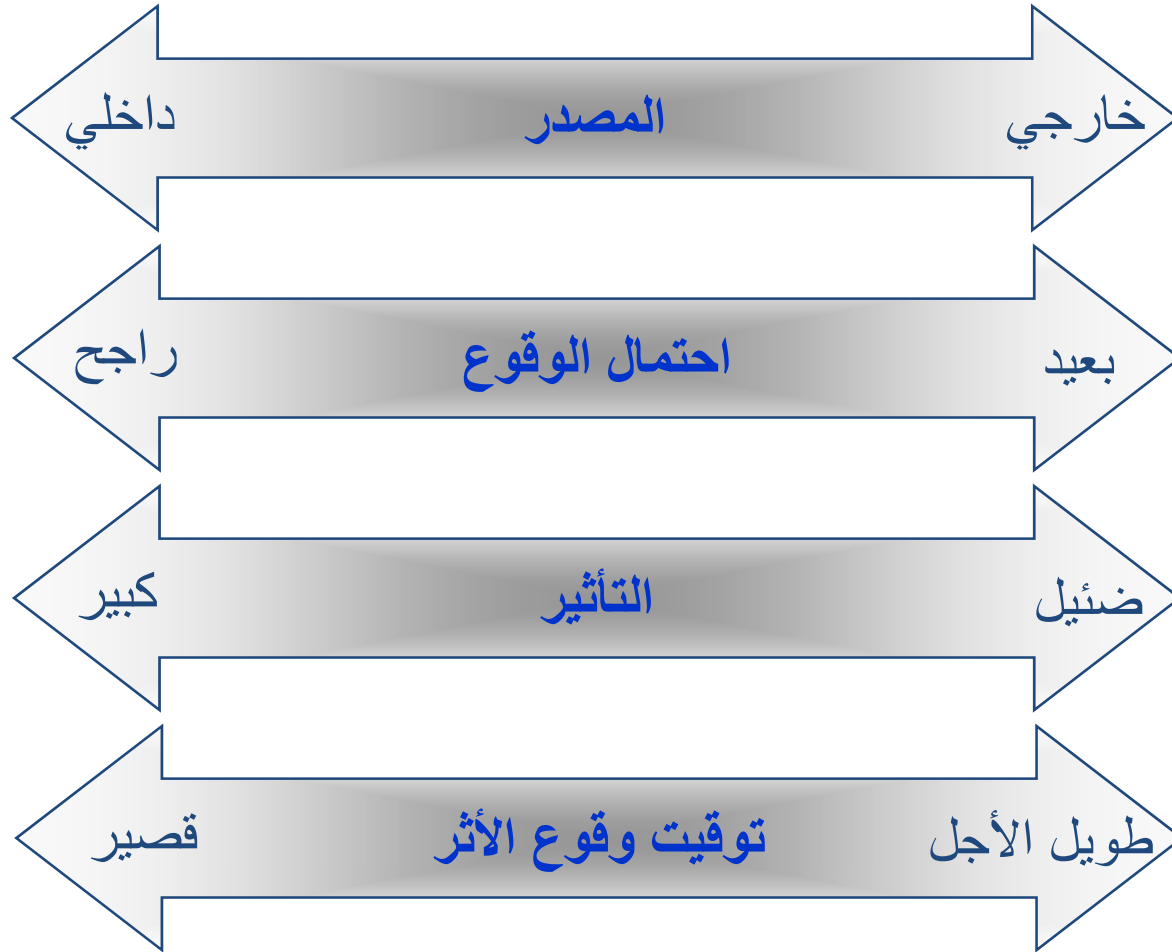 خارجي المصدر داخلي
بعيد احتمال الوقوع راجح
ضئيل التأثير كبير
طويل الأجل توقيت وقوع الأثر قصير